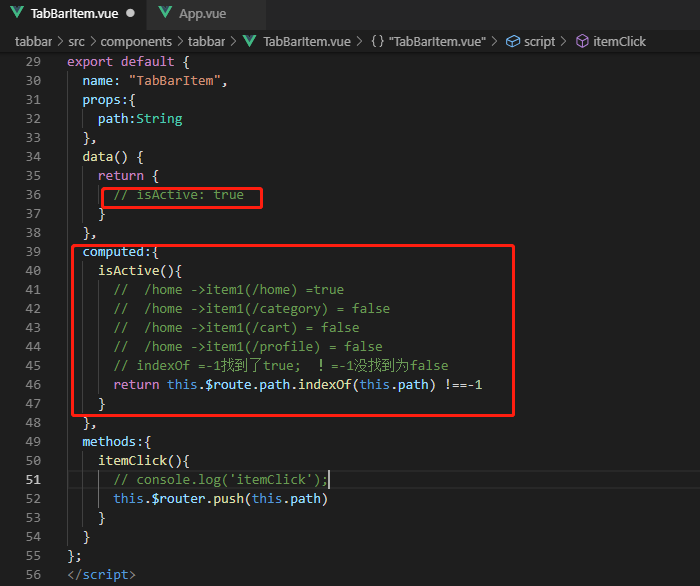 TabBarItem.vue ● App.vue
tabbar > src > components > tabbar > TabBarItem.vue > {} "TabBarItem.vue" > script > itemClick
29 export default {
30 name: "TabBarItem",
31 props:{
32 path:String
33 },
34 data() {
35 return {
36 // isActive: true
37 }
38 },
39 computed:{
40 isActive(){
41 // /home ->item1(/home) =true
42 // /home ->item1(/category) = false
43 // /home ->item1(/cart) = false
44 // /home ->item1(/profile) = false
45 // indexOf =-1找到了true; ！=-1没找到为false
46 return this.$route.path.indexOf(this.path) !==-1
47 }
48 },
49 methods:{
50 itemClick(){
51 // console.log('itemClick');
52 this.$router.push(this.path)
53 }
54 }
55 };
56 </script>